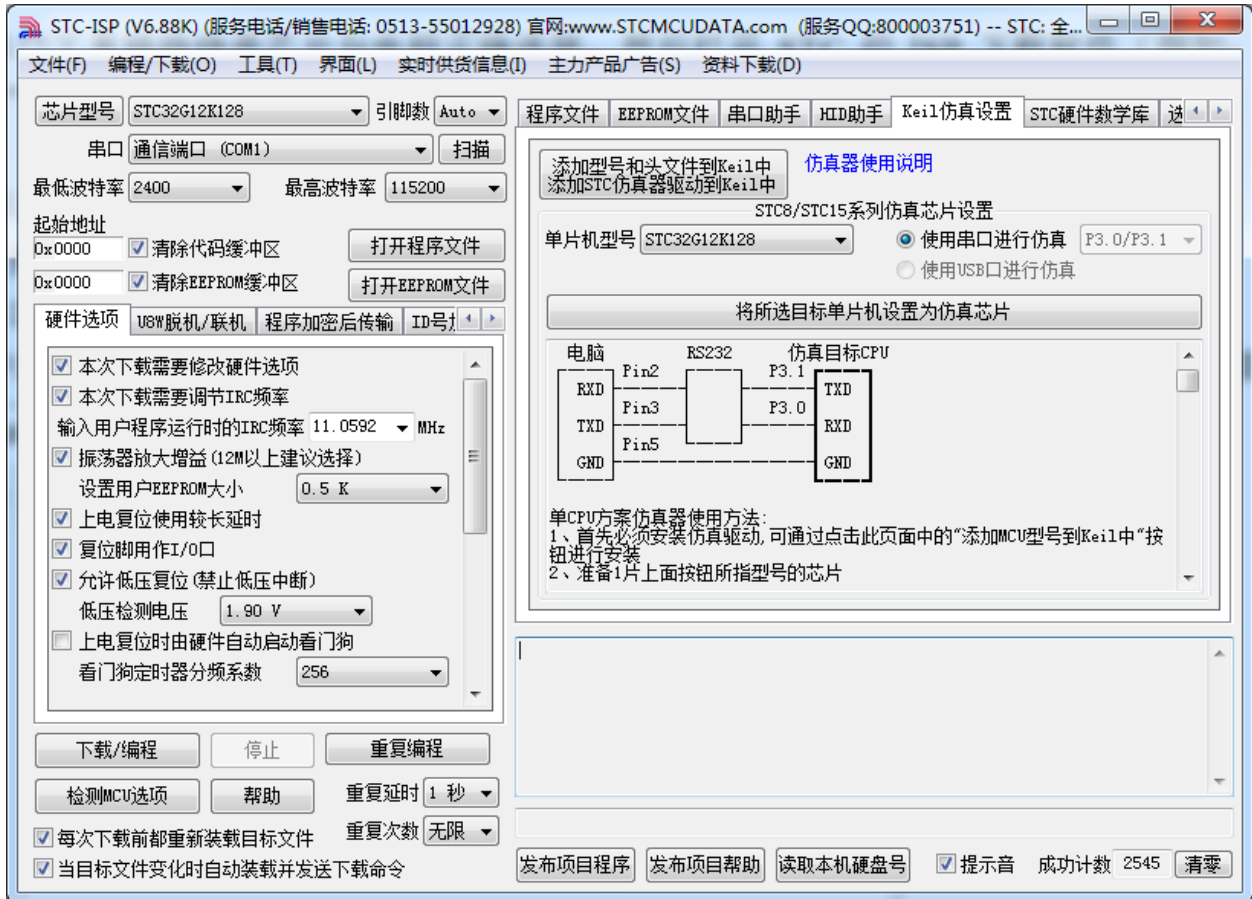 STC-ISP (V6.88K) (服务电话/销售电话: 0513-55012928) 官网:www.STCMCUDATA.com (服务QQ:800003751) -- STC: 全...
文件(F) 编程/下载(O) 工具(T) 界面(L) 实时供货信息(I) 主力产品广告(S) 资料下载(D)
芯片型号 STC32G12K128 引脚数 Auto
串口 通信端口 (COM1) 扫描
最低波特率 2400 最高波特率 115200
起始地址
0x0000 清除代码缓冲区 打开程序文件
0x0000 清除EEPROM缓冲区 打开EEPROM文件
硬件选项 U8W脱机/联机 程序加密后传输 ID号
本次下载需要修改硬件选项
本次下载需要调节IRC频率
输入用户程序运行时的IRC频率 11.0592 MHz
振荡器放大增益(12M以上建议选择)
设置用户EEPROM大小 0.5 K
上电复位使用较长延时
复位脚用作I/O口
允许低压复位(禁止低压中断)
低压检测电压 1.90 V
上电复位时由硬件自动启动看门狗
看门狗定时器分频系数 256
下载/编程 停止 重复编程
检测MCU选项 帮助 重复延时 1 秒
每次下载前都重新装载目标文件 重复次数 无限
当目标文件变化时自动装载并发送下载命令
程序文件 EEPROM文件 串口助手 HID助手 Keil仿真设置 STC硬件数学库 选
添加型号和头文件到Keil中
添加STC仿真器驱动到Keil中
仿真器使用说明
STC8/STC15系列仿真芯片设置
单片机型号 STC32G12K128 使用串口进行仿真 P3.0/P3.1
使用USB口进行仿真
将所选目标单片机设置为仿真芯片
电脑 RS232 仿真目标CPU
Pin2 P3.1
RXD TXD
Pin3 P3.0
TXD RXD
Pin5
GND GND
单CPU方案仿真器使用方法:
1、首先必须安装仿真驱动,可通过点击此页面中的“添加MCU型号到Keil中“按
钮进行安装
2、准备1片上面按钮所指型号的芯片
发布项目程序 发布项目帮助 读取本机硬盘号 提示音 成功计数 2545 清零